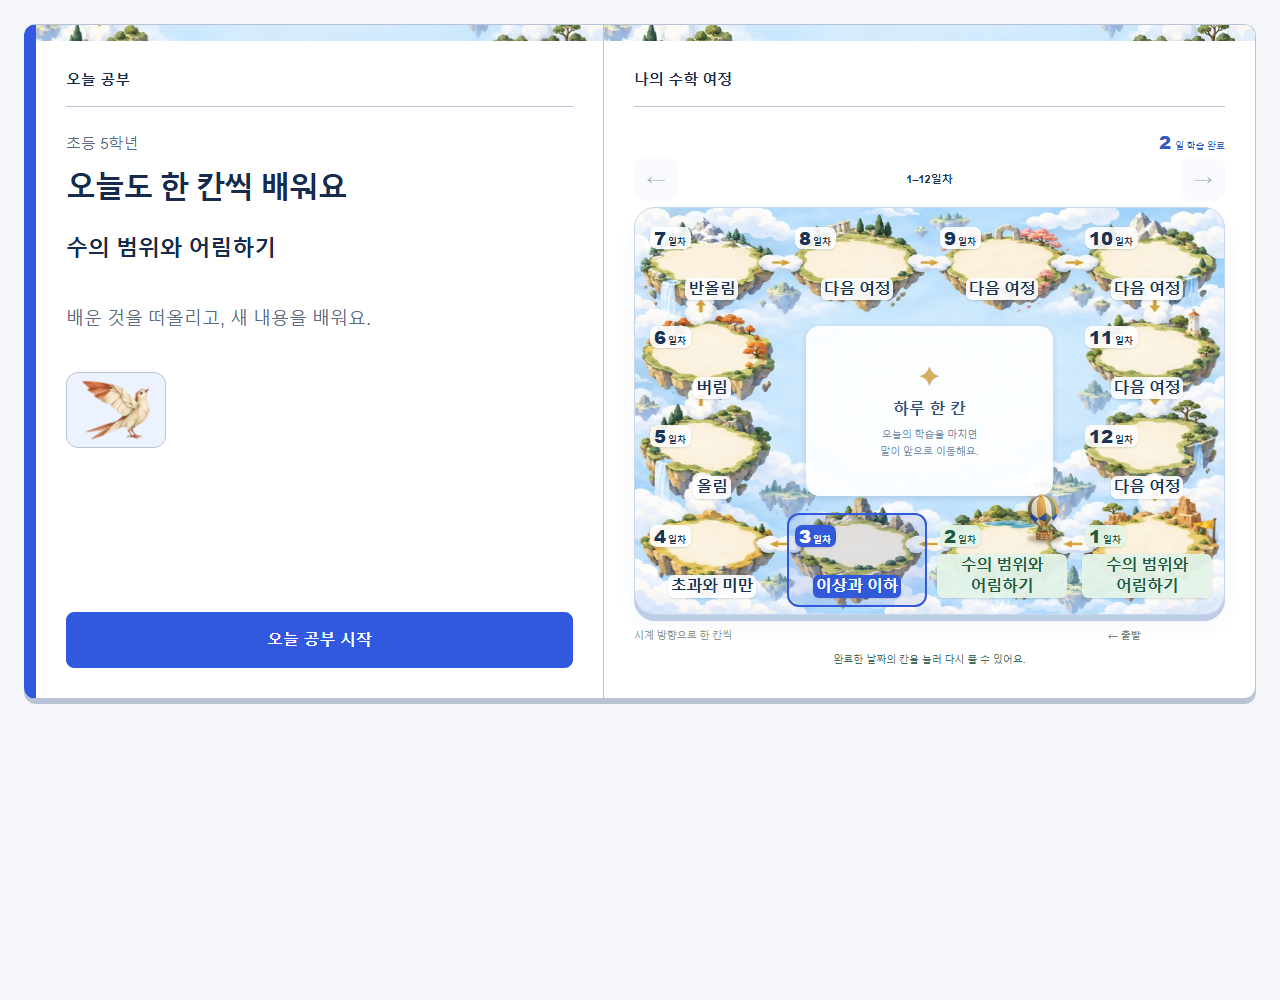 오늘 공부
초등 5학년
오늘도 한 칸씩 배워요
수의 범위와 어림하기
배운 것을 떠올리고, 새 내용을 배워요.
오늘 공부 시작
나의 수학 여정
2 일 학습 완료
←
1–12일차
→
7 일차
반올림
8 일차
다음 여정
9 일차
다음 여정
10 일차
다음 여정
6 일차
버림
11 일차
다음 여정
5 일차
올림
12 일차
다음 여정
하루 한 칸
오늘의 학습을 마치면
말이 앞으로 이동해요.
4 일차
초과와 미만
3 일차
이상과 이하
2 일차
수의 범위와
어림하기
1 일차
수의 범위와
어림하기
시계 방향으로 한 칸씩
← 출발
완료한 날짜의 칸을 눌러 다시 풀 수 있어요.